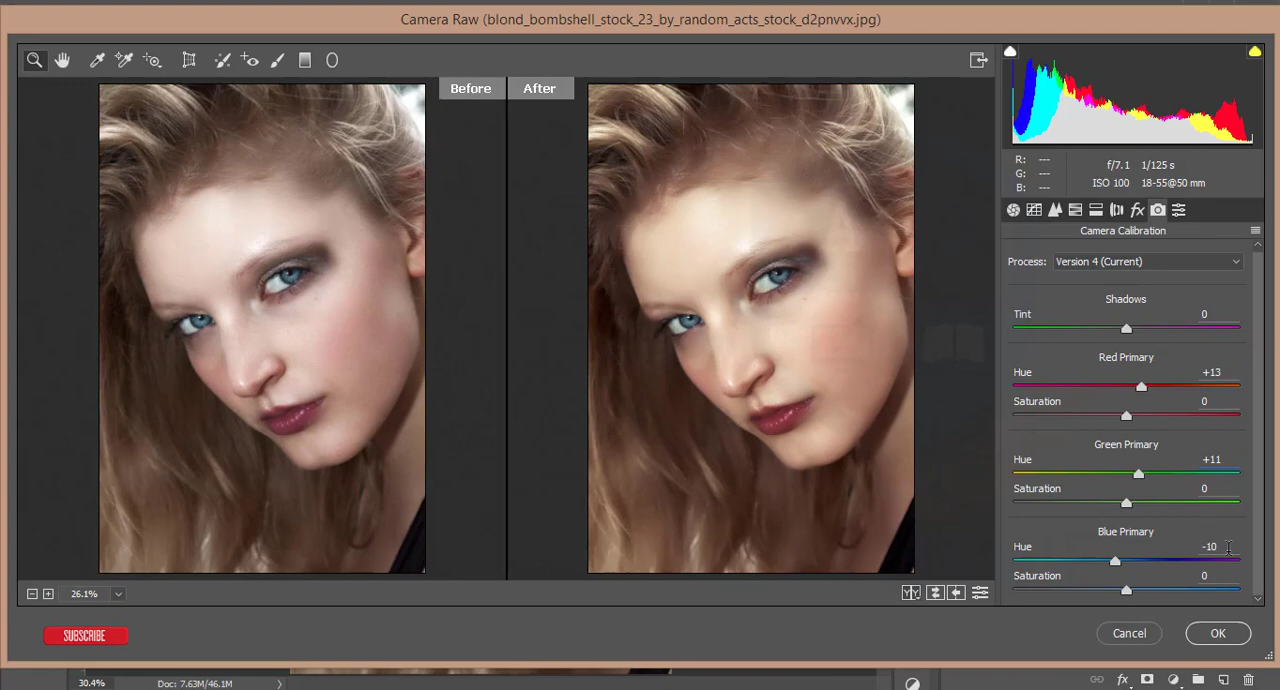 Camera Raw (blond_bombshell_stock_23_by_random_acts_stock_d2pnvvx.jpg)
Before
After
R: ---
G: ---
B: ---
f/7.1 1/125 s
ISO 100 18-55@50 mm
fx
Camera Calibration
Process: Version 4 (Current)
Shadows
Tint 0
Red Primary
Hue +13
Saturation 0
Green Primary
Hue +11
Saturation 0
Blue Primary
Hue -10
Saturation 0
26.1%
Y Y
SUBSCRIBE
Cancel
OK
30.4% Doc: 7.63M/46.1M
fx